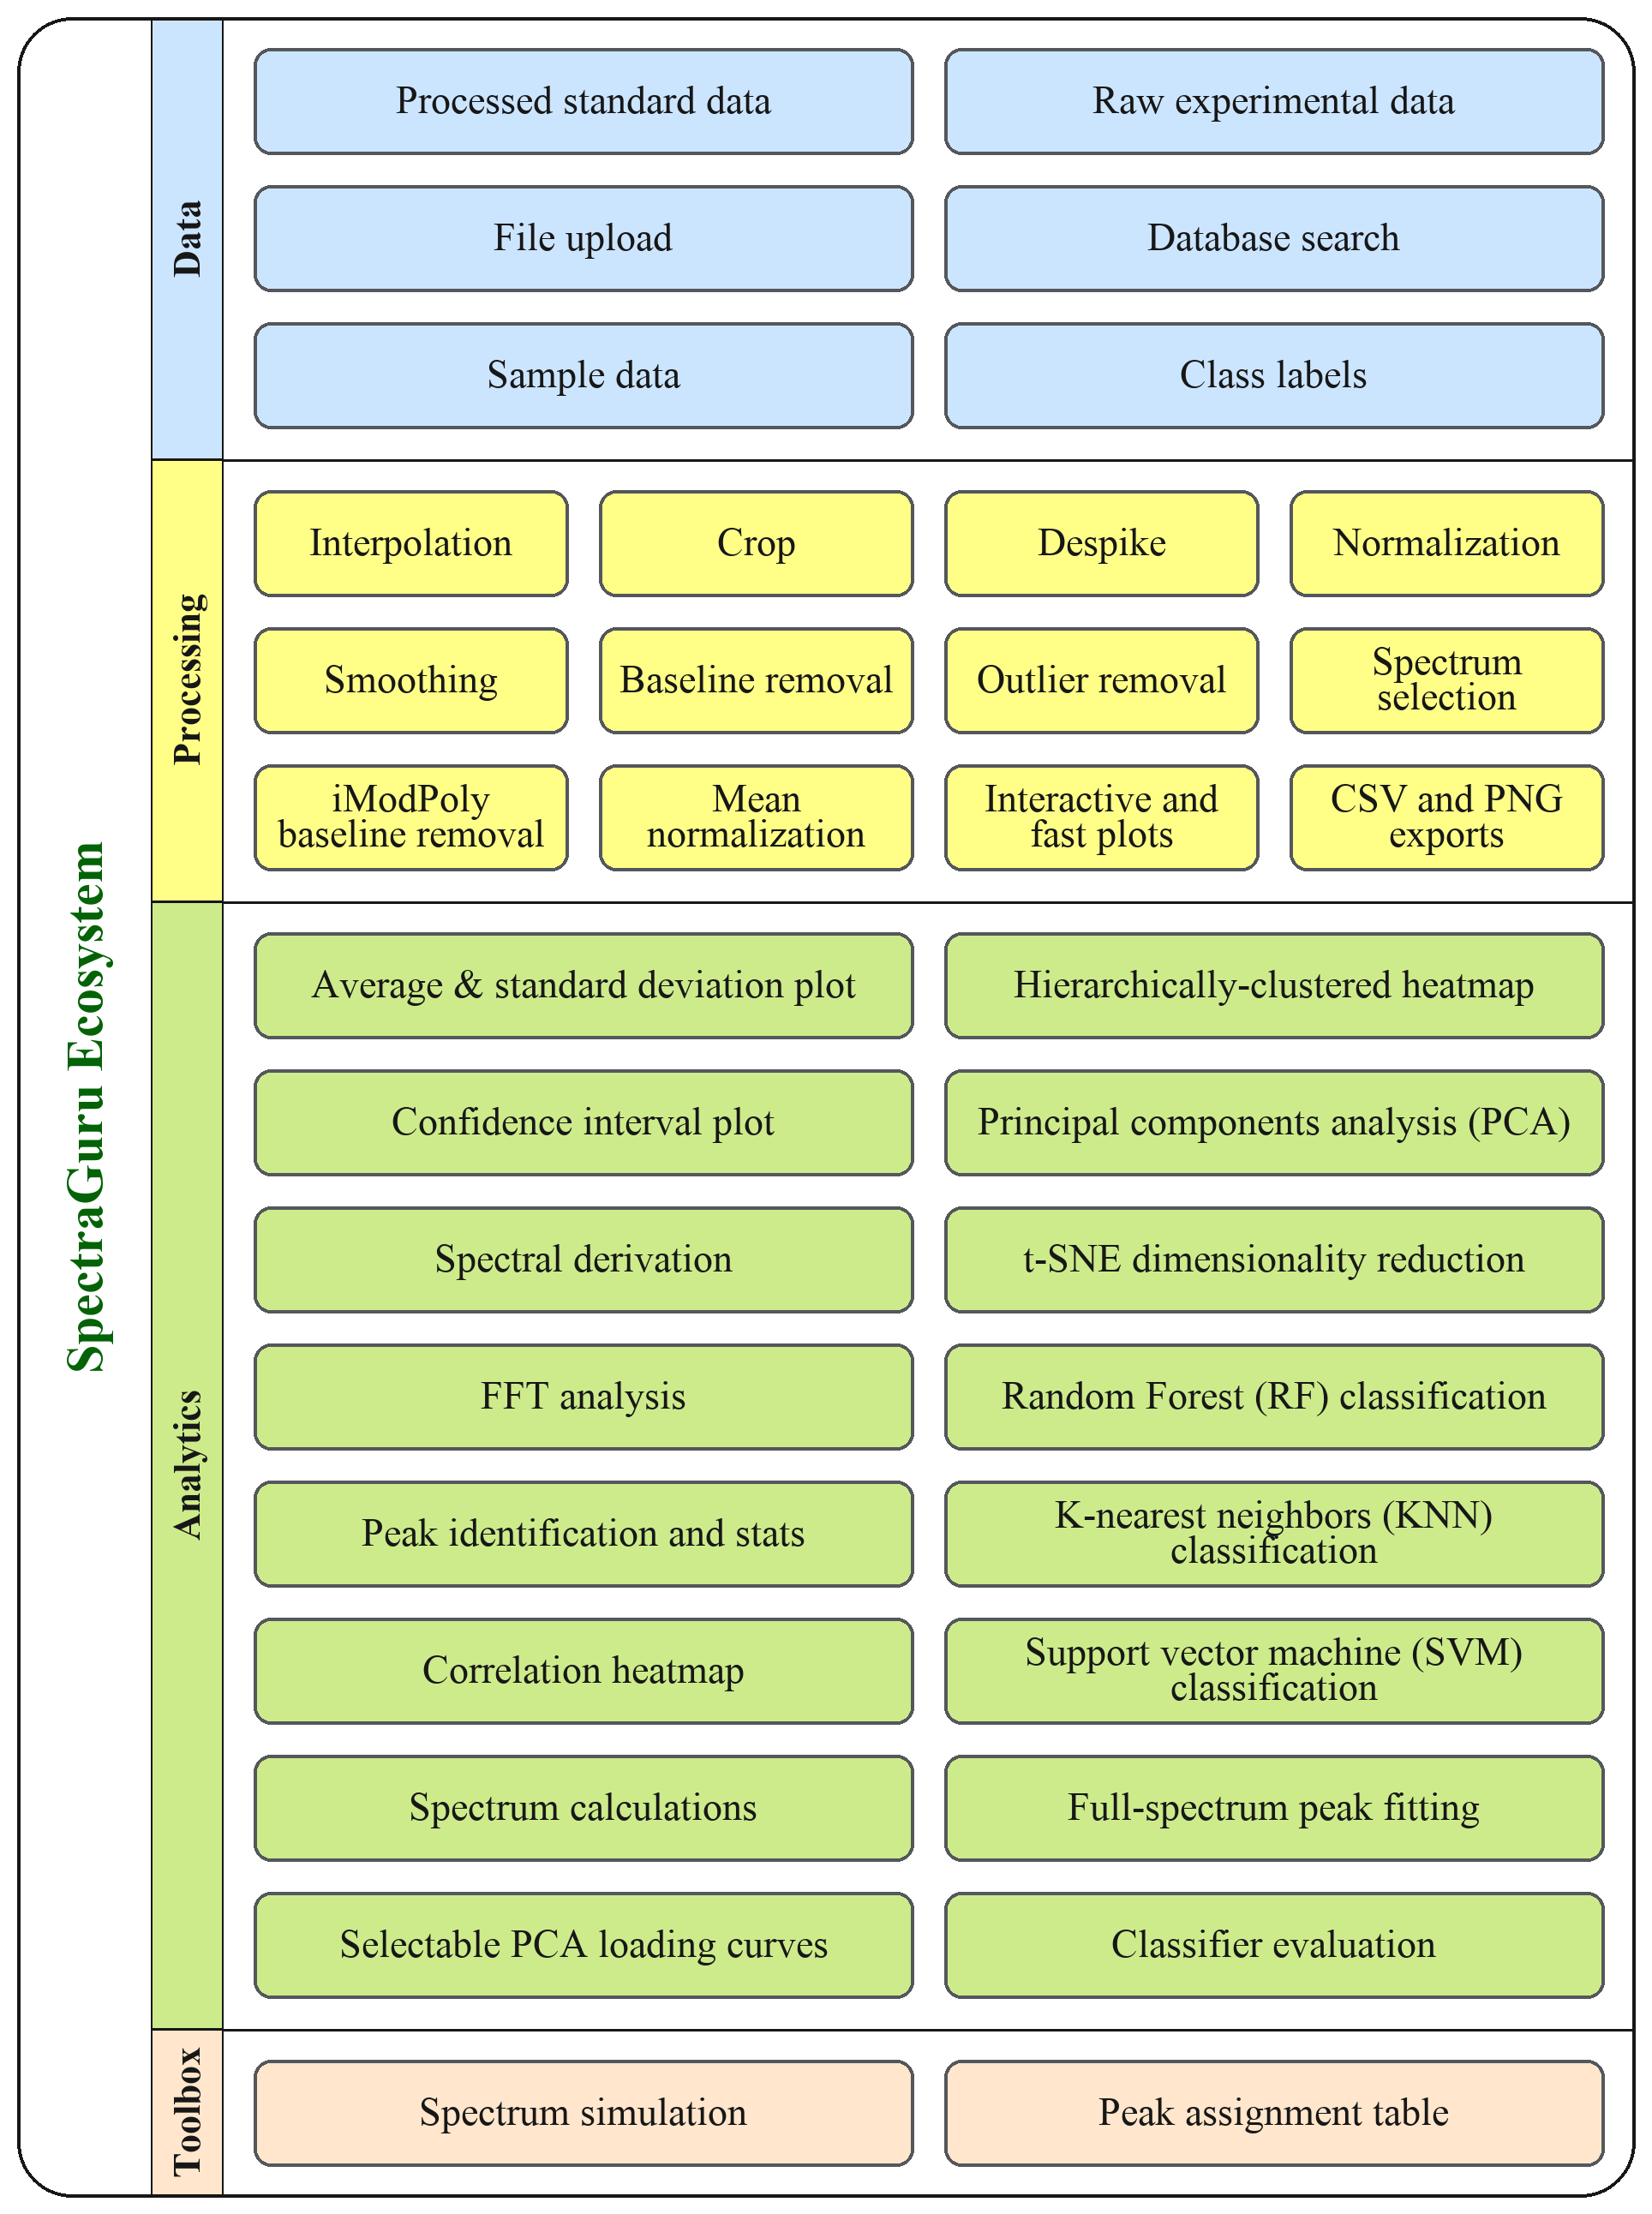 SpectraGuru Ecosystem
Data
Processed standard data
Raw experimental data
File upload
Database search
Sample data
Class labels
Processing
Interpolation
Crop
Despike
Normalization
Smoothing
Baseline removal
Outlier removal
Spectrum
selection
iModPoly
baseline removal
Mean
normalization
Interactive and
fast plots
CSV and PNG
exports
Analytics
Average & standard deviation plot
Hierarchically-clustered heatmap
Confidence interval plot
Principal components analysis (PCA)
Spectral derivation
t-SNE dimensionality reduction
FFT analysis
Random Forest (RF) classification
Peak identification and stats
K-nearest neighbors (KNN)
classification
Correlation heatmap
Support vector machine (SVM)
classification
Spectrum calculations
Full-spectrum peak fitting
Selectable PCA loading curves
Classifier evaluation
Toolbox
Spectrum simulation
Peak assignment table